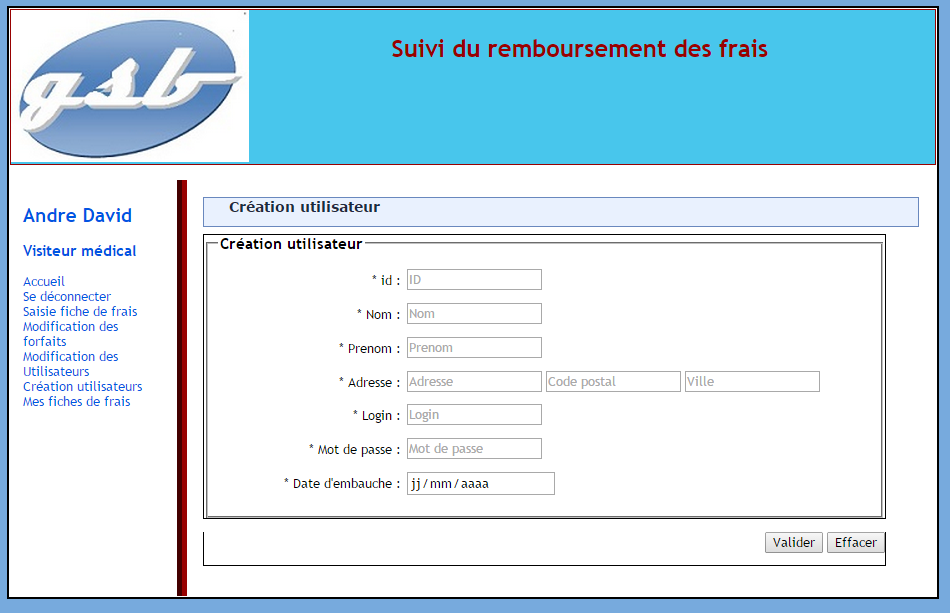 gsb
Suivi du remboursement des frais
Andre David
Visiteur médical
Accueil
Se déconnecter
Saisie fiche de frais
Modification des
forfaits
Modification des
Utilisateurs
Création utilisateurs
Mes fiches de frais
Création utilisateur
Création utilisateur
* id : ID
* Nom : Nom
* Prenom : Prenom
* Adresse : Adresse Code postal Ville
* Login : Login
* Mot de passe : Mot de passe
* Date d'embauche : jj/mm/aaaa
Valider Effacer